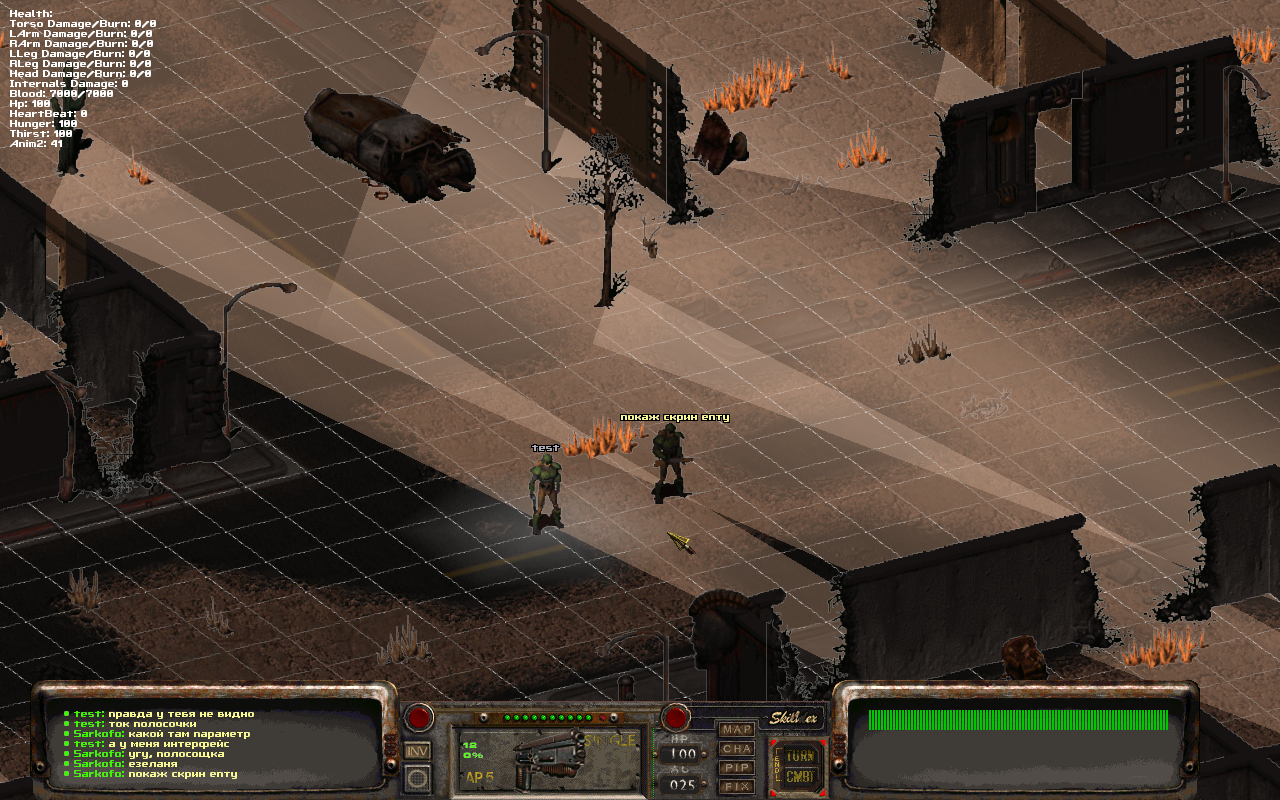 Health:
Torso Damage/Burn: 0/0
LArm Damage/Burn: 0/0
RArm Damage/Burn: 0/0
LLeg Damage/Burn: 0/0
RLeg Damage/Burn: 0/0
Head Damage/Burn: 0/0
Internals Damage: 0
Blood: 7000/7000
Hp: 100
HeartBeat: 0
Hunger: 100
Thirst: 100
Anim2: 41
покаж скрин епту
test
test: правда у тебя не видно
test: ток полосочки
Sarkofo: какой там параметр
test: а у меня интерфейс
Sarkofo: угу, полосощка
Sarkofo: езеланя
Sarkofo: покаж скрин епту
INV
18
0%
SINGLE
AP 5
HP
100
AC
025
MAP
CHA
PIP
FIX
TURN
CMBT